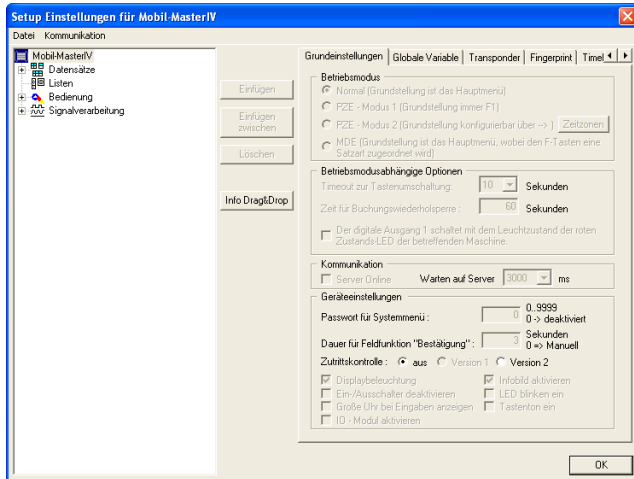 Setup Einstellungen für Mobil-MasterIV
Datei Kommunikation
Mobil-MasterIV
Datensätze
Listen
Bedienung
Signalverarbeitung
Einfügen
Einfügen zwischen
Löschen
Info Drag&Drop
Grundeinstellungen Globale Variable Transponder Fingerprint Timel
Betriebsmodus
Normal (Grundstellung ist das Hauptmenü)
PZE - Modus 1 (Grundstellung immer F1)
PZE - Modus 2 (Grundstellung konfigurierbar über --> ) Zeitzonen
MDE (Grundstellung ist das Hauptmenü, wobei den F-Tasten eine
Satzart zugeordnet wird)
Betriebsmodusabhängige Optionen
Timeout zur Tastenumschaltung: 10 Sekunden
Zeit für Buchungswiederholsperre : 60 Sekunden
Der digitale Ausgang 1 schaltet mit dem Leuchtzustand der roten
Zustands-LED der betreffenden Maschine.
Kommunikation
Server Online Warten auf Server 3000 ms
Geräteeinstellungen
Passwort für Systemmenü : 0 0..9999
0 -> deaktiviert
Dauer für Feldfunktion "Bestätigung" : 3 Sekunden
0 => Manuell
Zutrittskontrolle : aus Version 1 Version 2
Displaybeleuchtung Infobild aktivieren
Ein-/Ausschalter deaktivieren LED blinken ein
Große Uhr bei Eingaben anzeigen Tastenton ein
IO - Modul aktivieren
OK